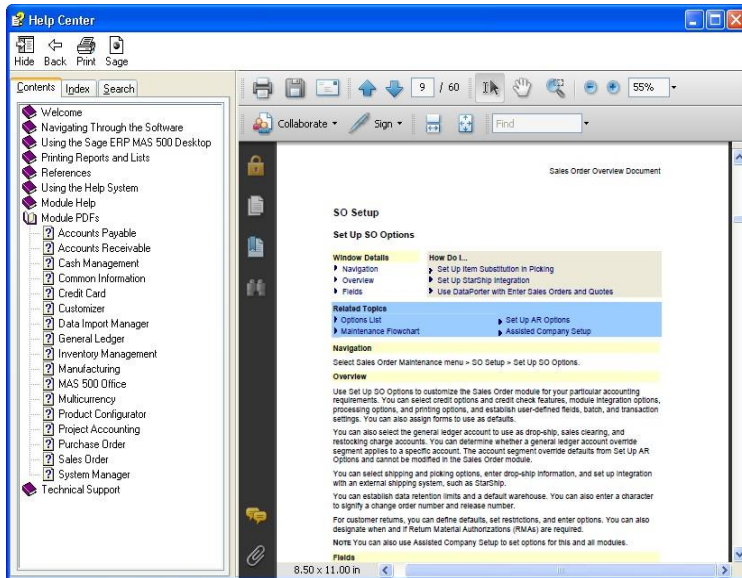 Help Center
Hide Back Print Sage
Contents Index Search
Welcome
Navigating Through the Software
Using the Sage ERP MAS 500 Desktop
Printing Reports and Lists
References
Using the Help System
Module Help
Module PDFs
Accounts Payable
Accounts Receivable
Cash Management
Common Information
Credit Card
Customizer
Data Import Manager
General Ledger
Inventory Management
Manufacturing
MAS 500 Office
Multicurrency
Product Configurator
Project Accounting
Purchase Order
Sales Order
System Manager
Technical Support
9 / 60 55%
Collaborate Sign Find
Sales Order Overview Document
SO Setup
Set Up SO Options
Window Details
Navigation
Overview
Fields
How Do I...
Set Up Item Substitution in Picking
Set Up StarShip Integration
Use DataPorter with Enter Sales Orders and Quotes
Related Topics
Options List
Maintenance Flowchart
Set Up AR Options
Assisted Company Setup
Navigation
Select Sales Order Maintenance menu > SO Setup > Set Up SO Options.
Overview
Use Set Up SO Options to customize the Sales Order module for your particular accounting
requirements. You can select credit options and credit check features, module integration options,
processing options, and printing options, and establish user-defined fields, batch, and transaction
settings. You can also assign forms to use as defaults.
You can also select the general ledger account to use as drop-ship, sales clearing, and
restocking charge accounts. You can determine whether a general ledger account override
segment applies to a specific account. The account segment override defaults from Set Up AR
Options and cannot be modified in the Sales Order module.
You can select shipping and picking options, enter drop-ship information, and set up integration
with an external shipping system, such as StarShip.
You can establish data retention limits and a default warehouse. You can also enter a character
to signify a change order number and release number.
For customer returns, you can define defaults, set restrictions, and enter options. You can also
designate when and if Return Material Authorizations (RMAs) are required.
NOTE You can also use Assisted Company Setup to set options for this and all modules.
Fields
8.50 x 11.00 in